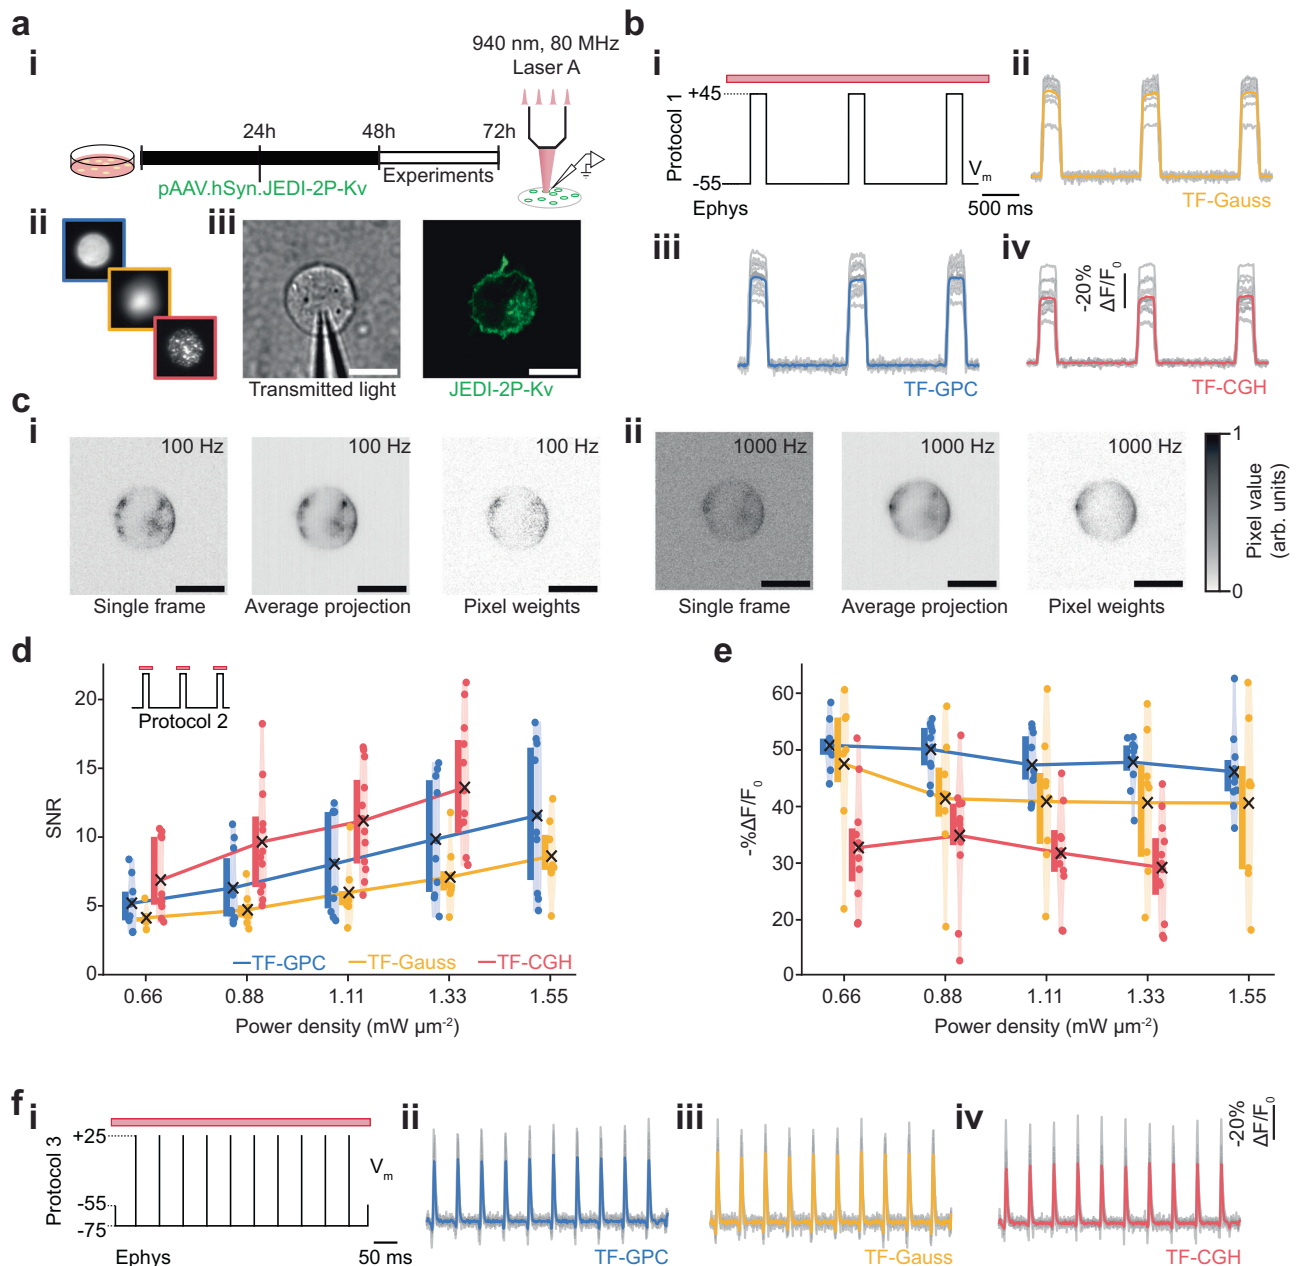 a
i
940 nm, 80 MHz
Laser A
24h
48h
72h
Experiments
pAAV.hSyn.JEDI-2P-Kv
ii
iii
Transmitted light
JEDI-2P-Kv
b
i
Protocol 1
+45
-55
Vm
Ephys
500 ms
ii
TF-Gauss
iii
TF-GPC
iv
-20%
ΔF/F0
TF-CGH
c
i
100 Hz
100 Hz
100 Hz
Single frame
Average projection
Pixel weights
ii
1000 Hz
1000 Hz
1000 Hz
Single frame
Average projection
Pixel weights
1
0
Pixel value
(arb. units)
d
SNR
20
15
10
5
0
Protocol 2
TF-GPC
TF-Gauss
TF-CGH
0.66
0.88
1.11
1.33
1.55
Power density (mW µm-2)
e
-%ΔF/F0
60
50
40
30
20
0
0.66
0.88
1.11
1.33
1.55
Power density (mW µm-2)
f
i
Protocol 3
+25
-55
-75
Vm
Ephys
50 ms
ii
TF-GPC
iii
TF-Gauss
iv
-20%
ΔF/F0
TF-CGH